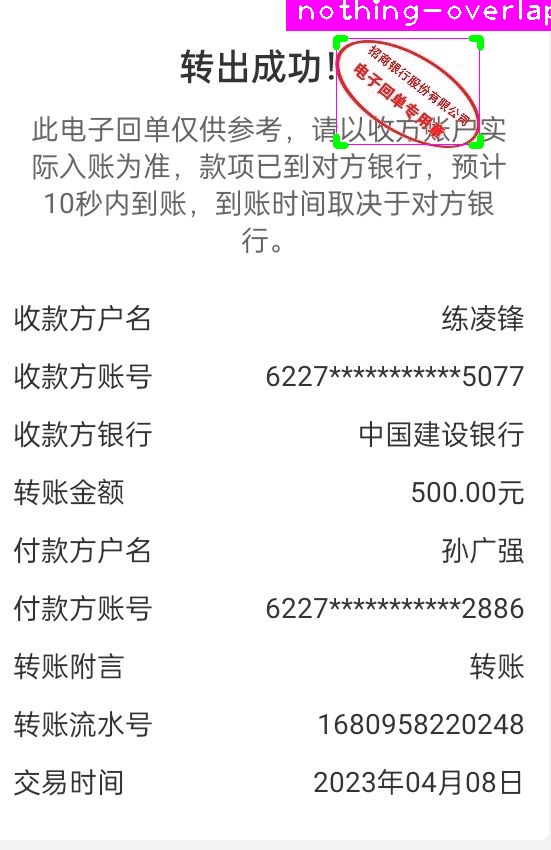 nothing-overlap
转出成功！
招商银行股份有限公司
电子回单专用章
此电子回单仅供参考，请以收方账户实
际入账为准，款项已到对方银行，预计
10秒内到账，到账时间取决于对方银
行。
收款方户名 练凌锋
收款方账号 6227***********5077
收款方银行 中国建设银行
转账金额 500.00元
付款方户名 孙广强
付款方账号 6227***********2886
转账附言 转账
转账流水号 1680958220248
交易时间 2023年04月08日